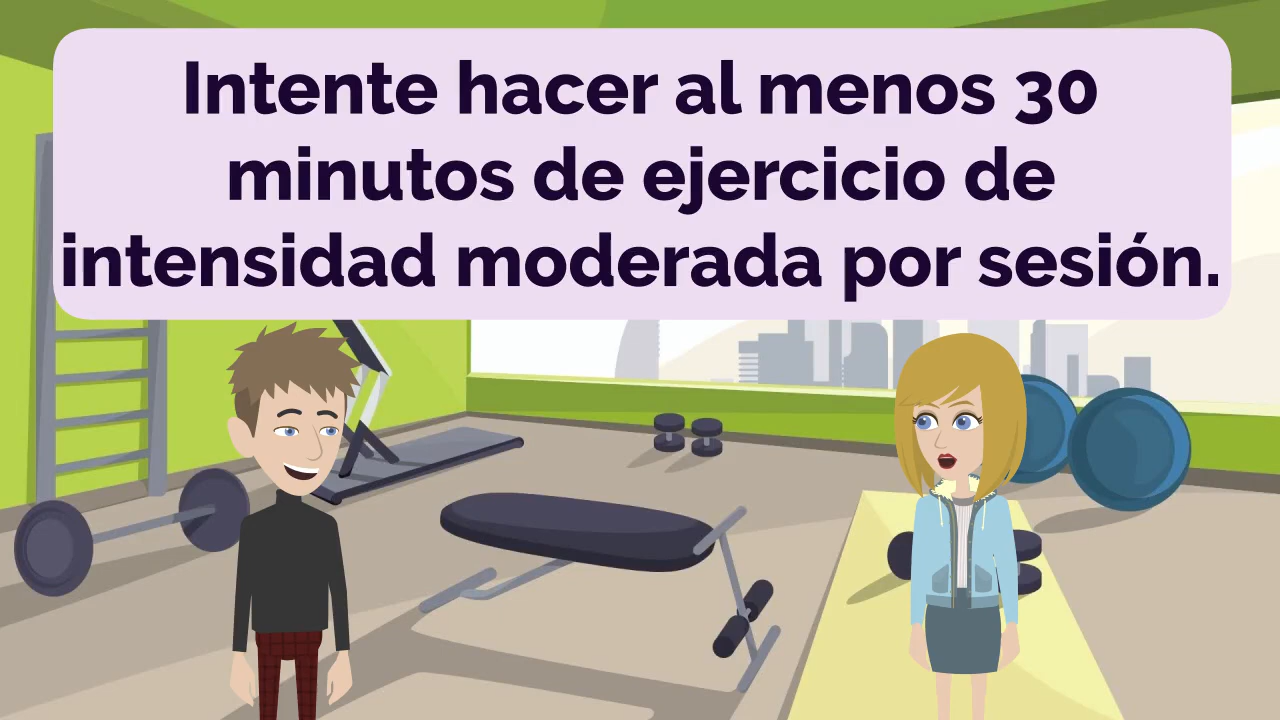 Intente hacer al menos 30
minutos de ejercicio de
intensidad moderada por sesión.